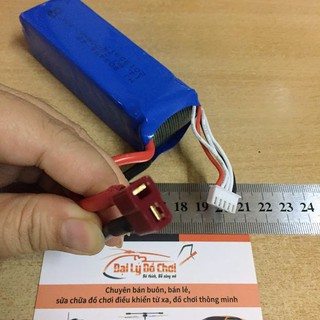 18 19 20 21 22 23 24
Đại Lý Đồ Chơi
Chuyên bán buôn, bán lẻ,
sửa chữa đồ chơi điều khiển từ xa, đồ chơi thông minh